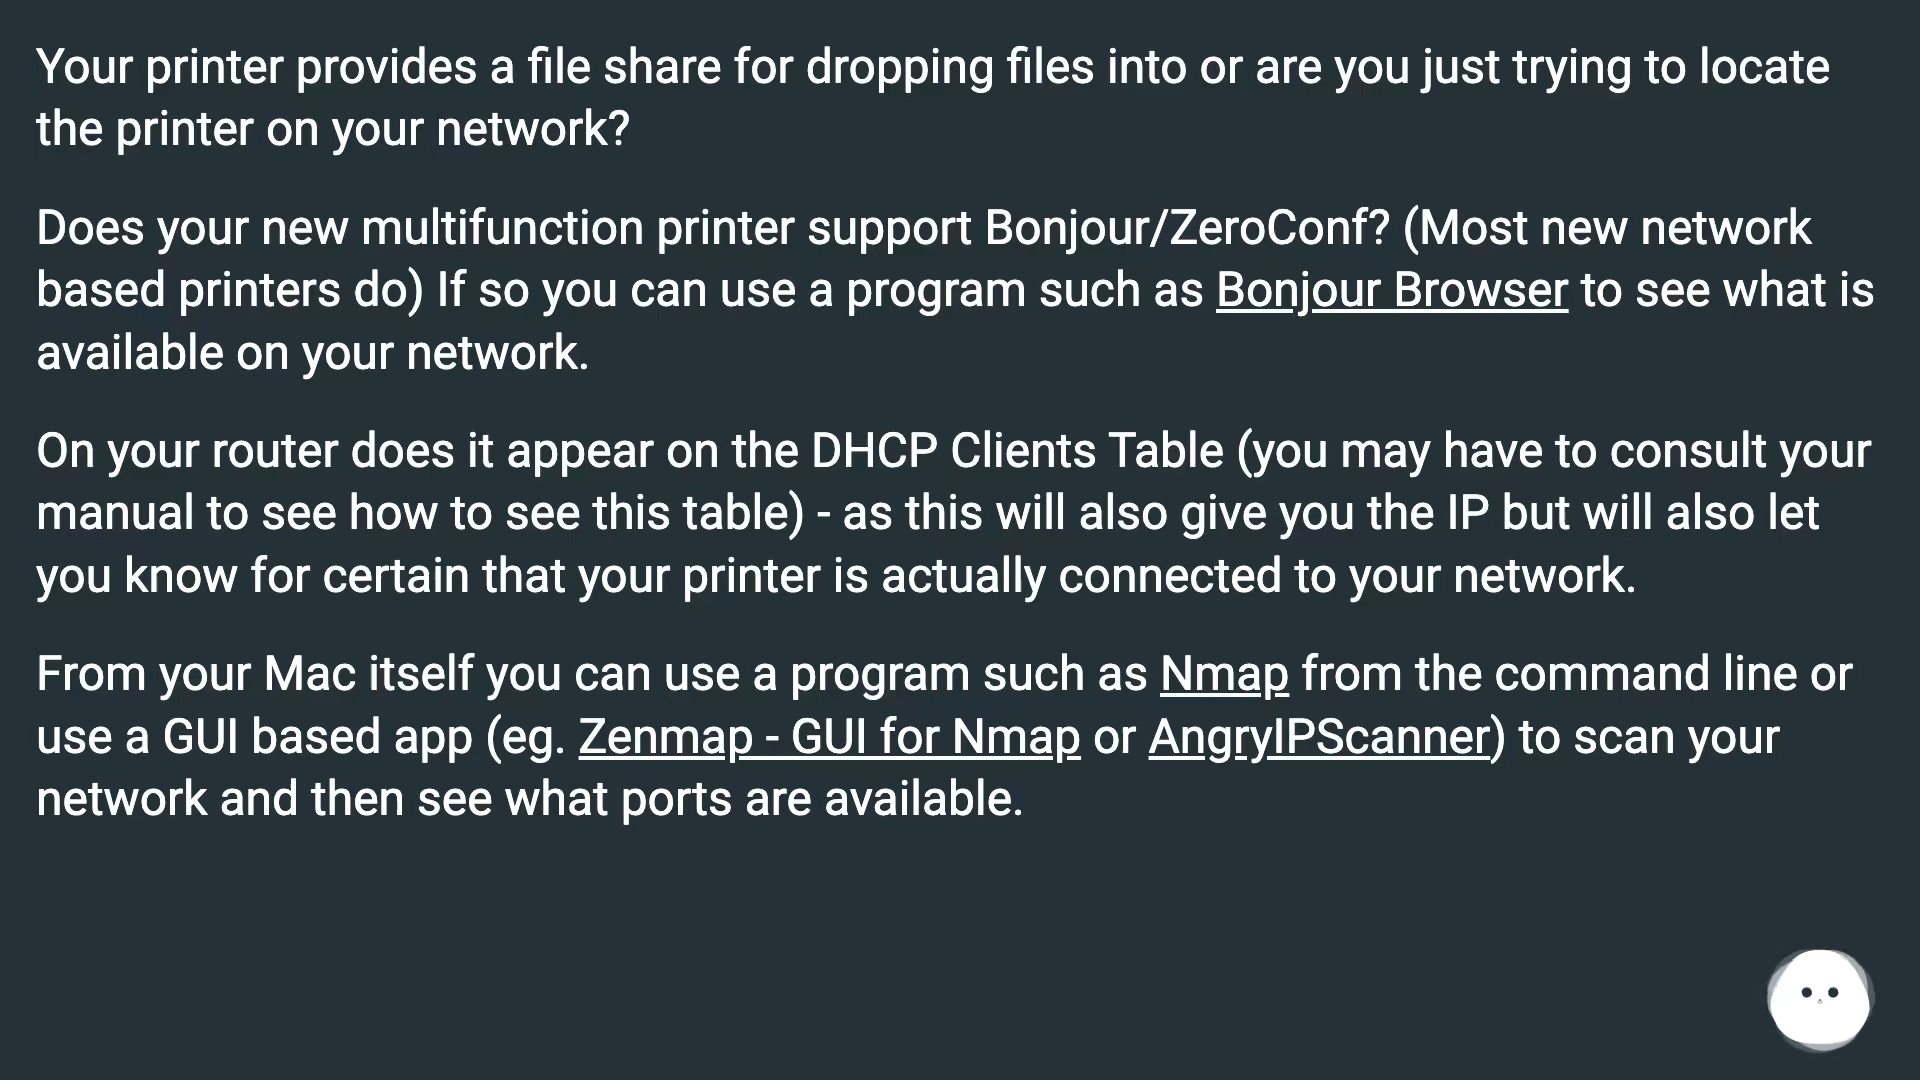 Your printer provides a file share for dropping files into or are you just trying to locate
the printer on your network?
Does your new multifunction printer support Bonjour/ZeroConf? (Most new network
based printers do) If so you can use a program such as Bonjour Browser to see what is
available on your network.
On your router does it appear on the DHCP Clients Table (you may have to consult your
manual to see how to see this table) - as this will also give you the IP but will also let
you know for certain that your printer is actually connected to your network.
From your Mac itself you can use a program such as Nmap from the command line or
use a GUI based app (eg. Zenmap - GUI for Nmap or AngryIPScanner) to scan your
network and then see what ports are available.